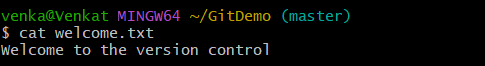 venka@Venkat MINGW64 ~/GitDemo (master)
$ cat welcome.txt
Welcome to the version control